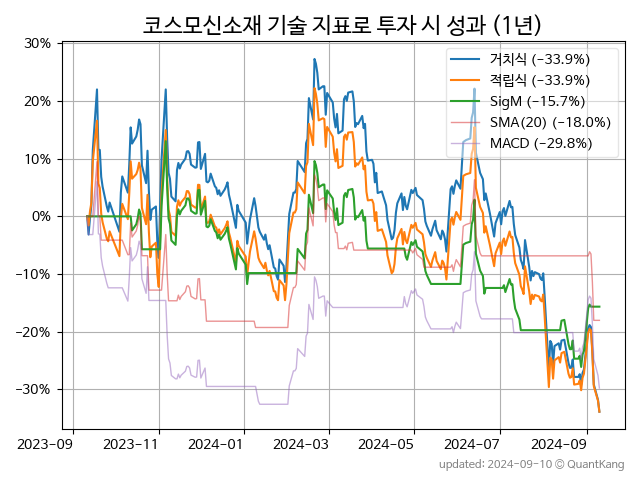 코스모신소재 기술 지표로 투자 시 성과 (1년)
30%
20%
10%
0%
−10%
−20%
−30%
거치식 (−33.9%)
적립식 (−33.9%)
SigM (−15.7%)
SMA(20) (−18.0%)
MACD (−29.8%)
2023-09
2023-11
2024-01
2024-03
2024-05
2024-07
2024-09
updated: 2024-09-10 © QuantKang